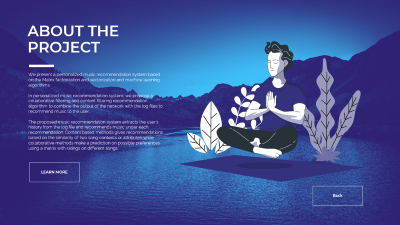 ABOUT THE
PROJECT
We present a personalized music recommendation system based
on the Matrix factorization and vectorization and machine learning
algorithms
In personalized music recommendation system, we propose a
collaborative filtering and content filtering recommendation
algorithm to combine the output of the network with the log files to
recommend music to the user
The proposed music recommendation system extracts the user's
history from the log file and recommends music under each
recommendation. Content based methods gives recommendations
based on the similarity of two song contents or attributes while
collaborative methods make a prediction on possible preferences
using a matrix with ratings on different songs.
LEARN MORE
Back